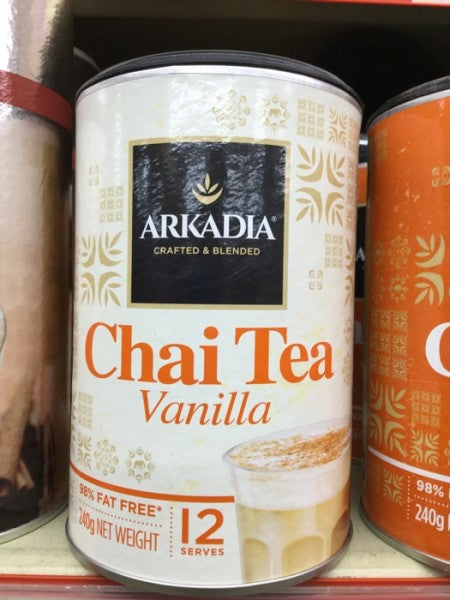 ARKADIA®
CRAFTED & BLENDED
Chai Tea
Vanilla
98% FAT FREE*
240g NET WEIGHT
12
SERVES
C
98%
240g